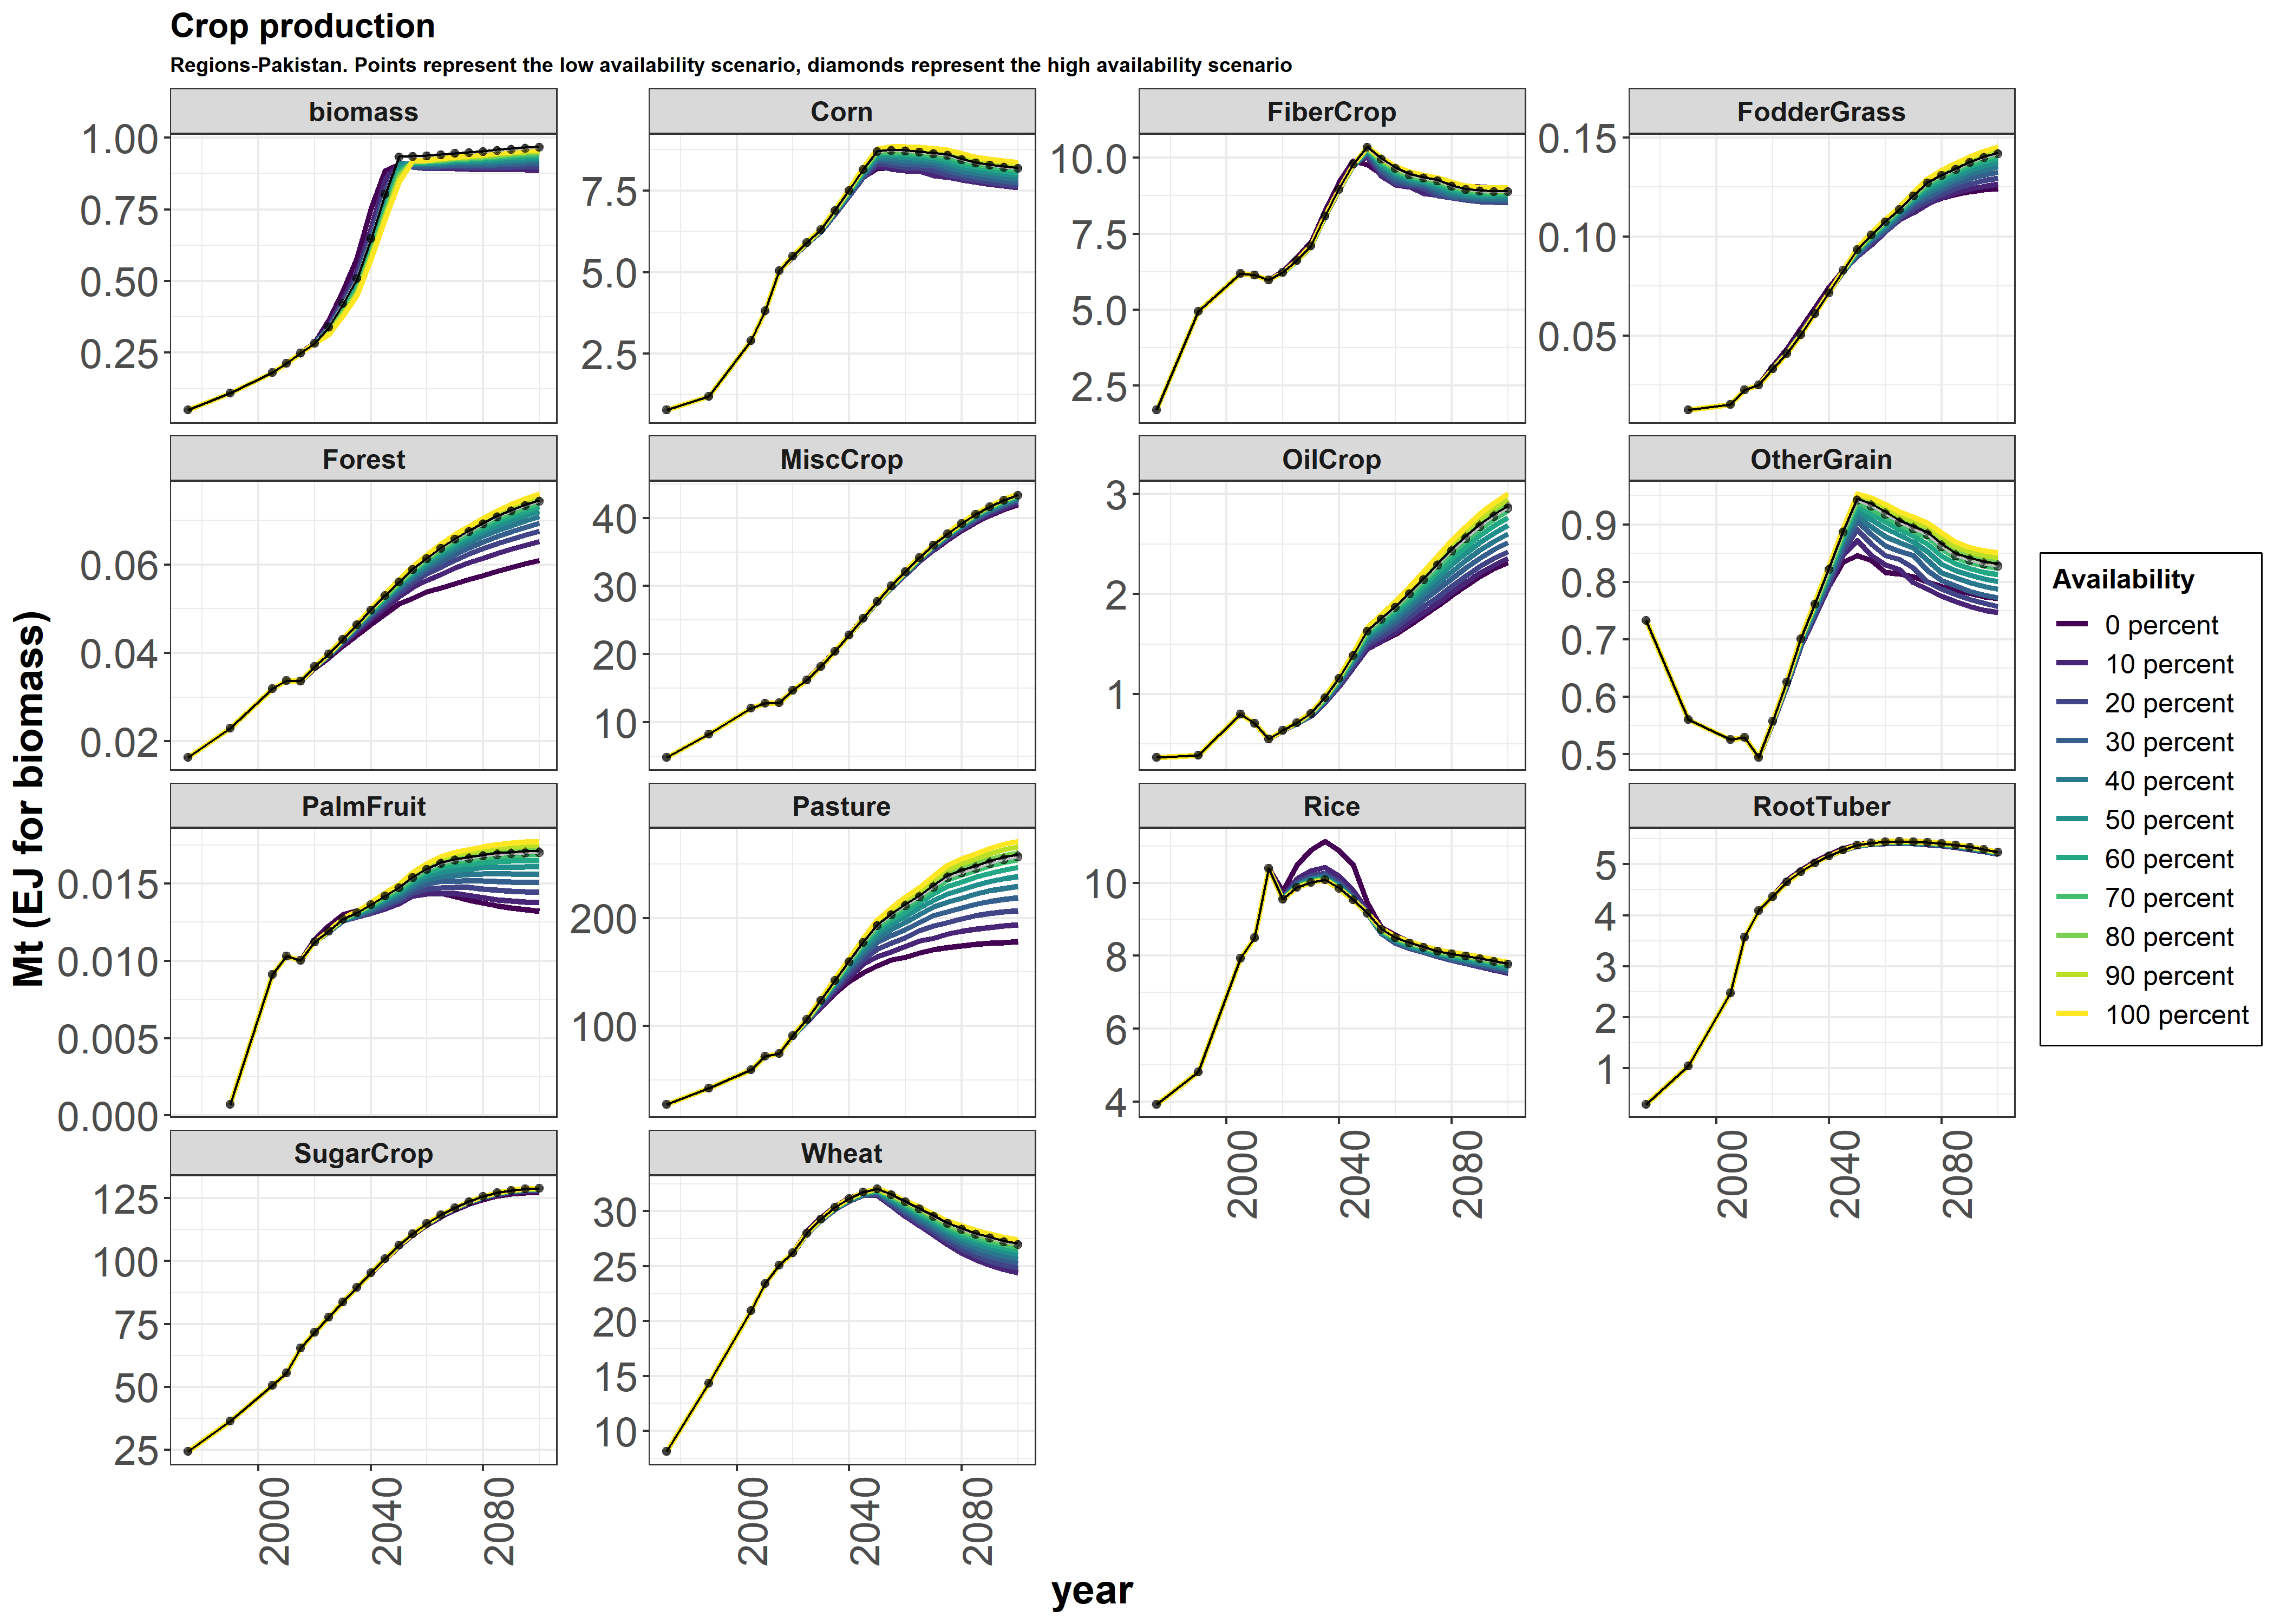 Crop production
Regions-Pakistan. Points represent the low availability scenario, diamonds represent the high availability scenario
biomass
Corn
FiberCrop
FodderGrass
1.00
0.75
0.50
0.25
7.5
5.0
2.5
10.0
7.5
5.0
2.5
0.15
0.10
0.05
Forest
MiscCrop
OilCrop
OtherGrain
0.06
0.04
0.02
40
30
20
10
3
2
1
0.9
0.8
0.7
0.6
0.5
PalmFruit
Pasture
Rice
RootTuber
0.015
0.010
0.005
0.000
200
100
10
8
6
4
5
4
3
2
1
2000
2040
2080
2000
2040
2080
SugarCrop
Wheat
125
100
75
50
25
30
25
20
15
10
2000
2040
2080
2000
2040
2080
Mt (EJ for biomass)
year
Availability
0 percent
10 percent
20 percent
30 percent
40 percent
50 percent
60 percent
70 percent
80 percent
90 percent
100 percent